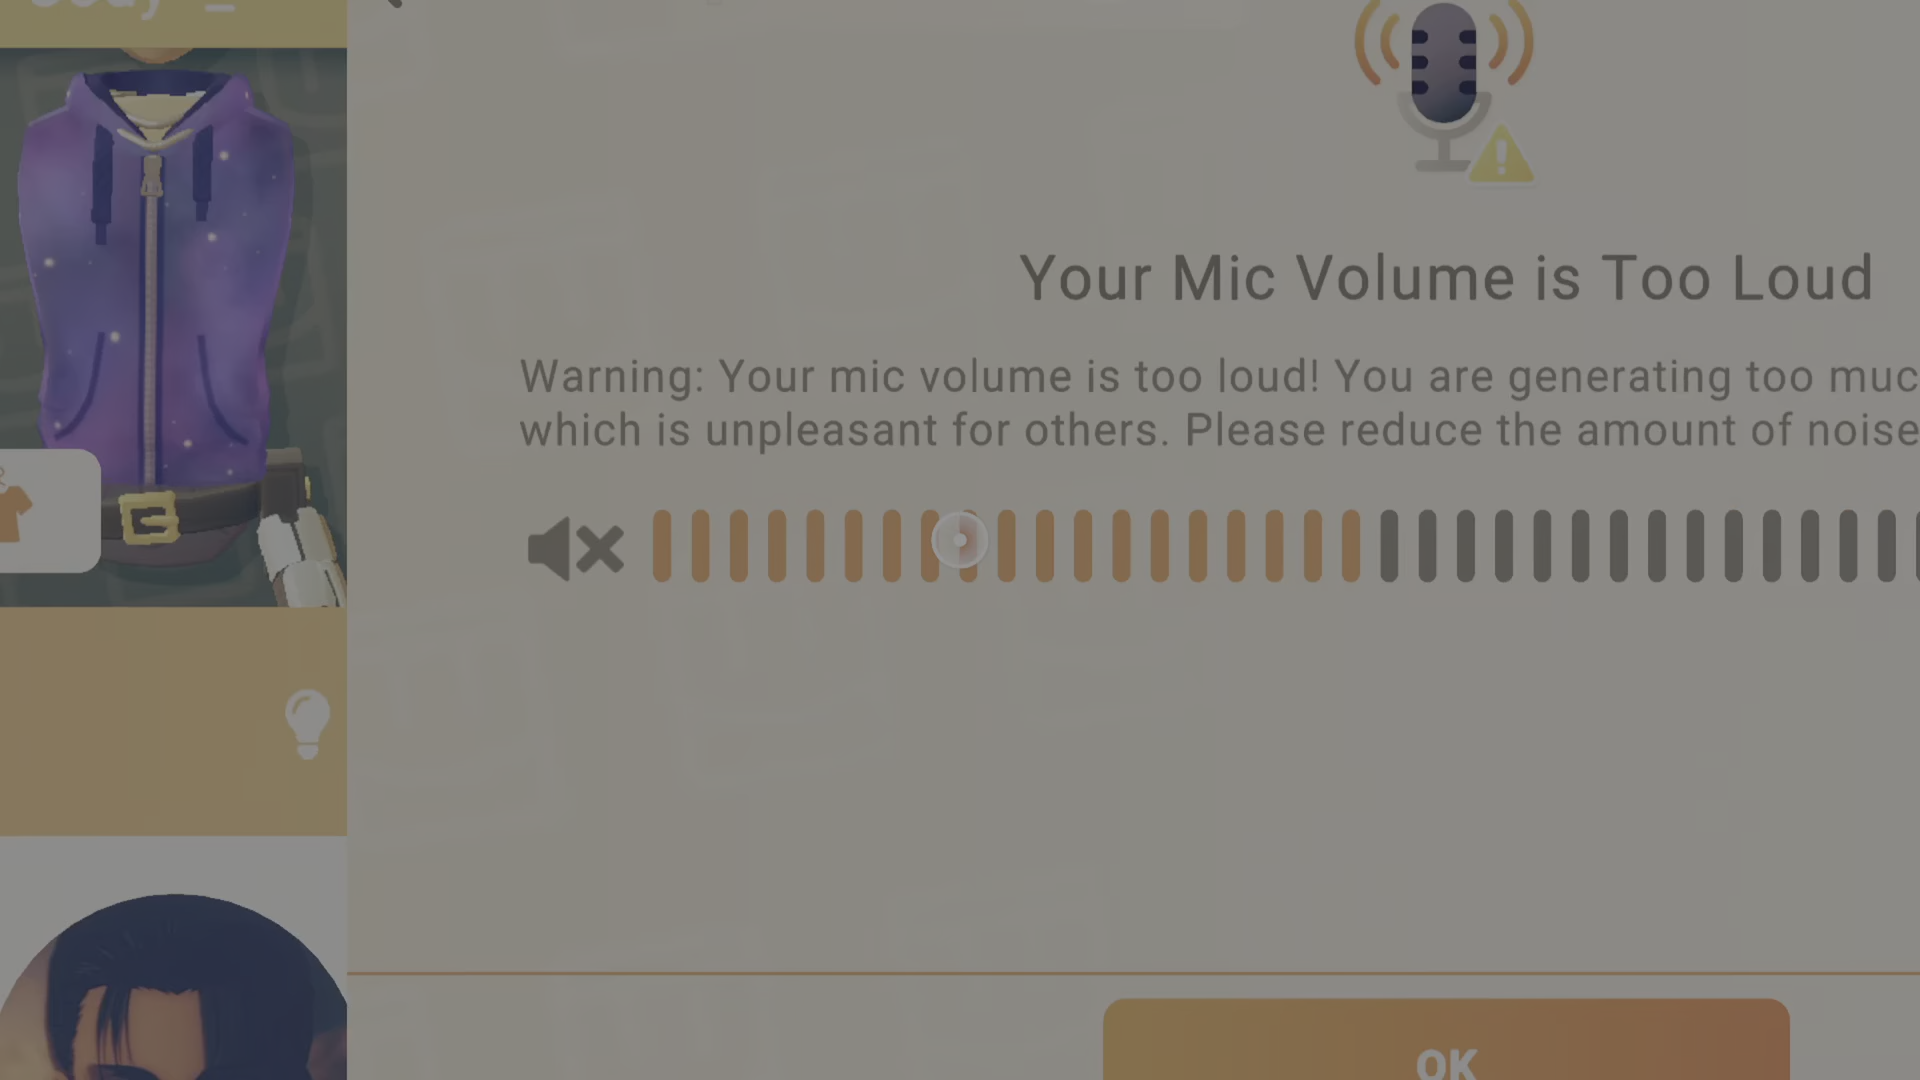 Your Mic Volume is Too Loud
Warning: Your mic volume is too loud! You are generating too
which is unpleasant for others. Please reduce the amount of noise
OK